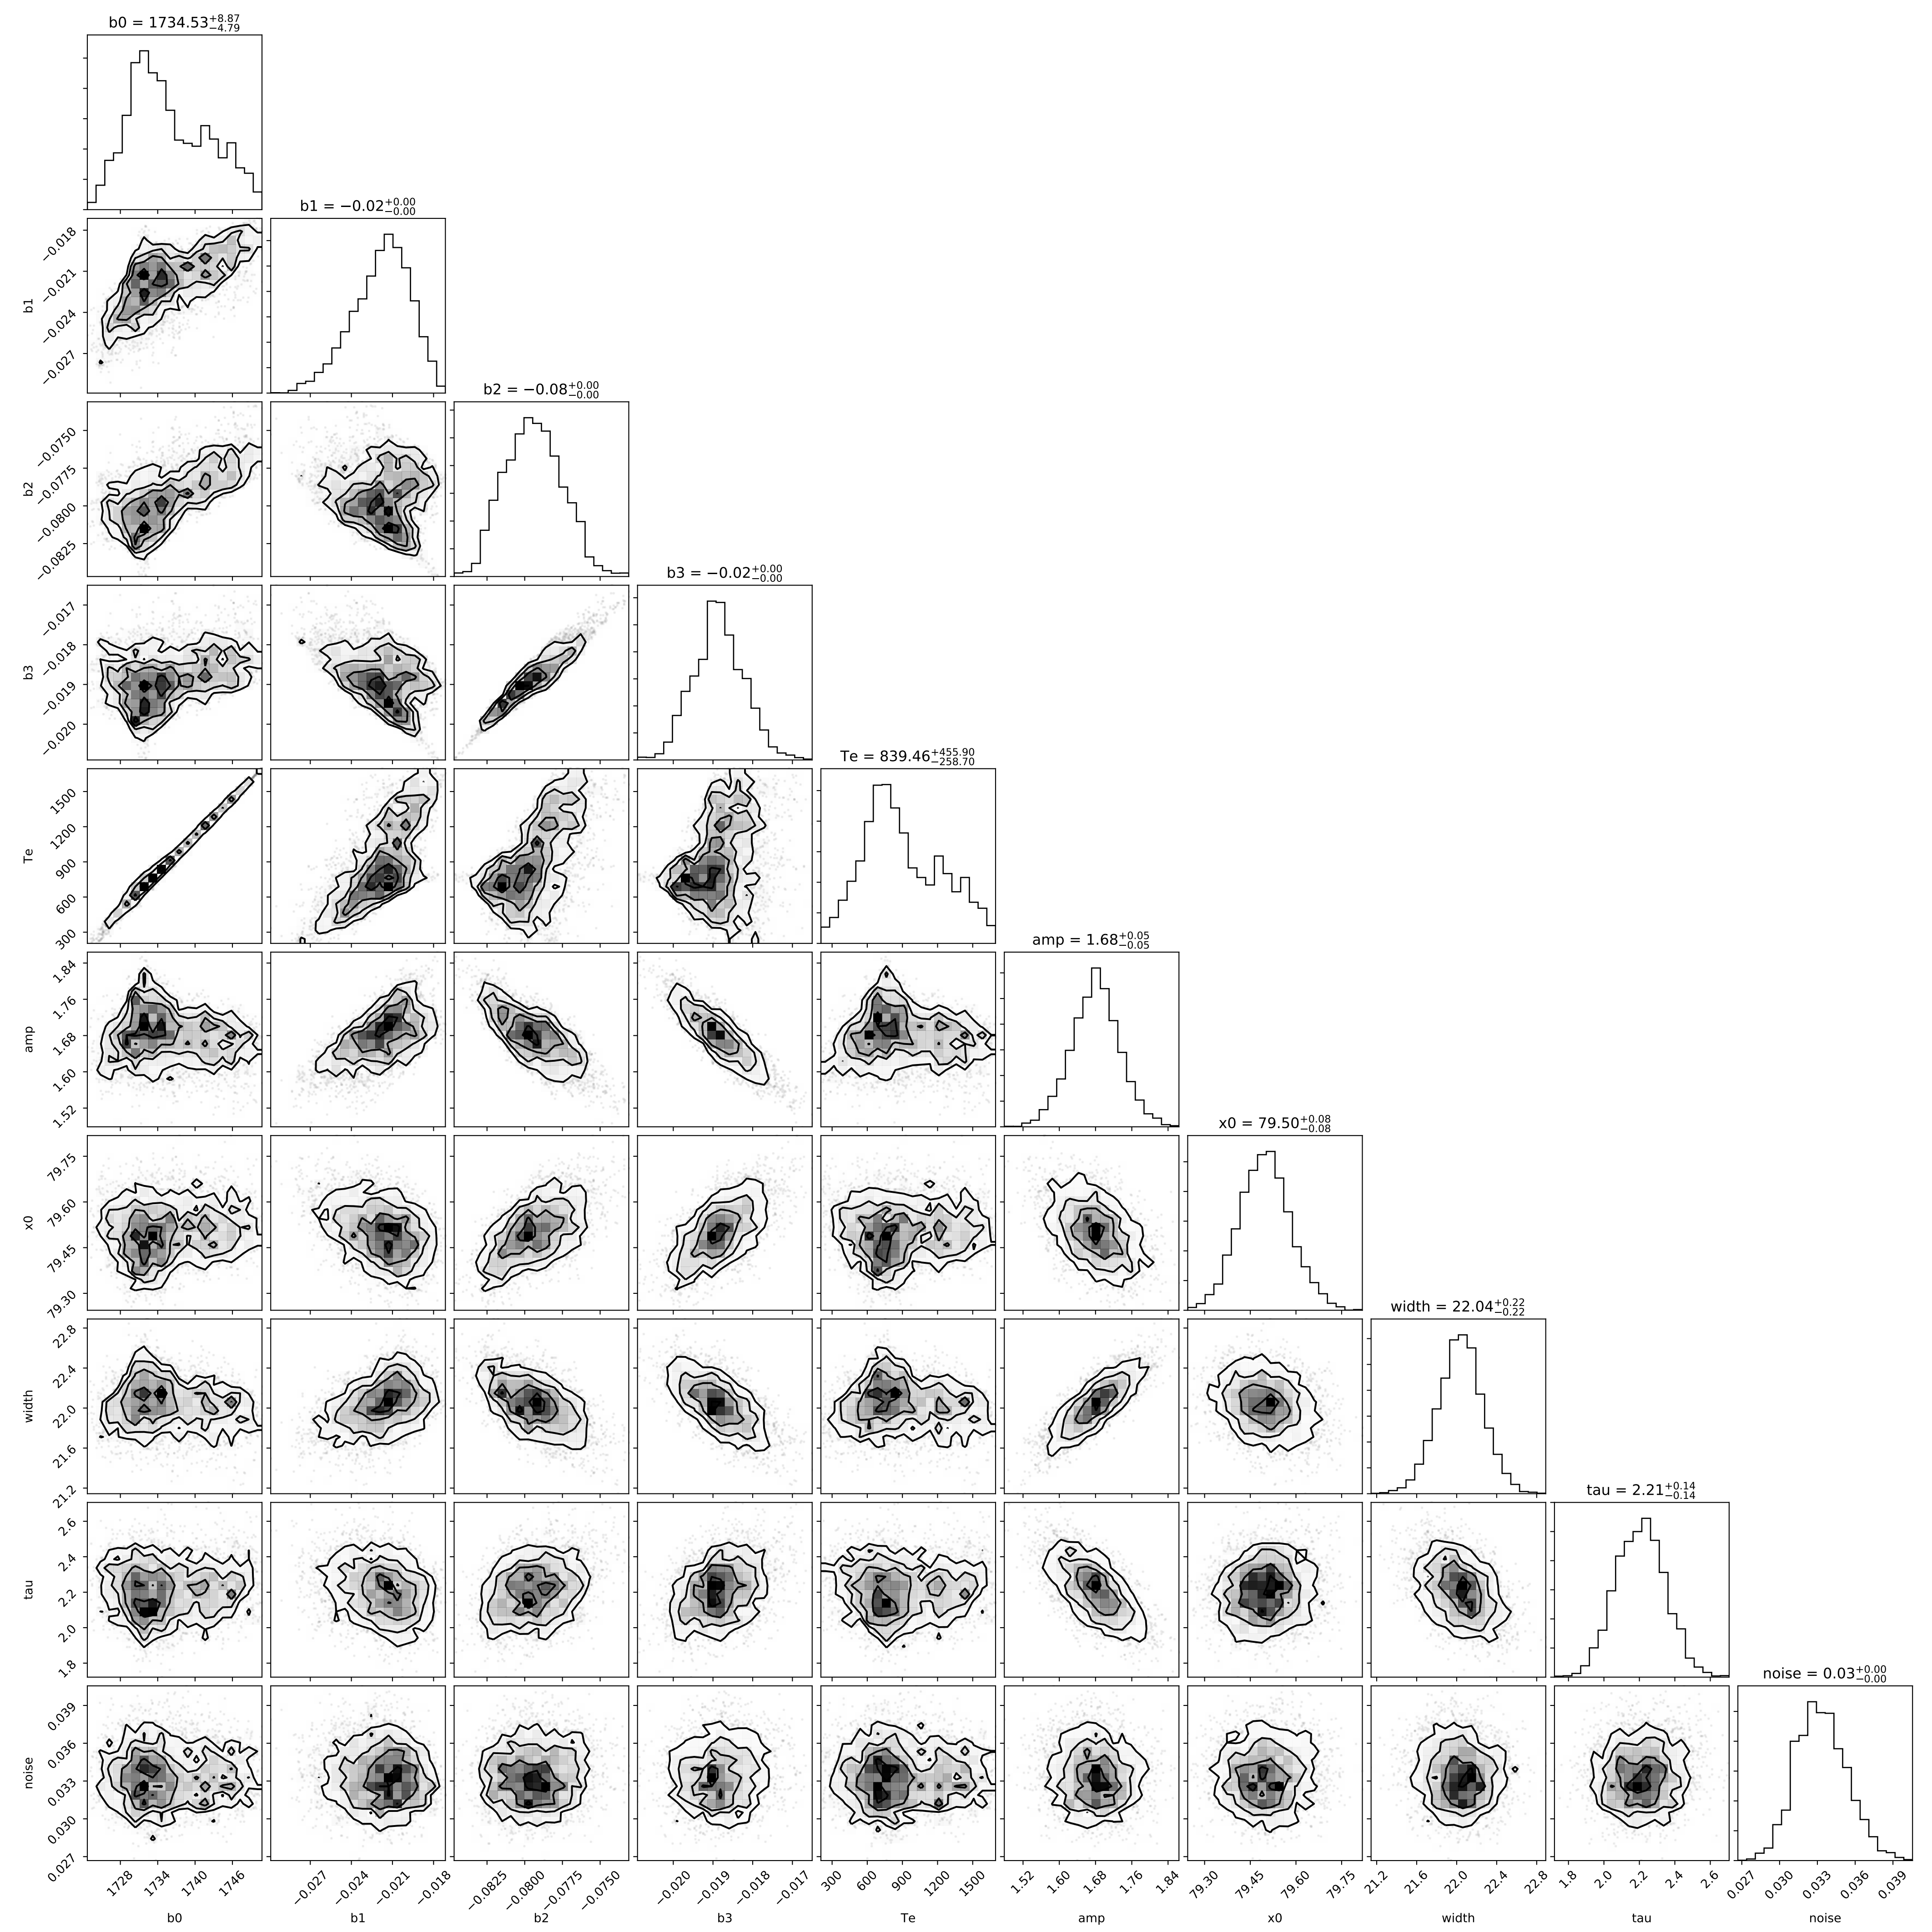 b0 = 1734.53 +8.87 −4.79
b1 = −0.02 +0.00 −0.00
−0.018
−0.021
−0.024
−0.027
b1
b2 = −0.08 +0.00 −0.00
−0.0750
−0.0775
−0.0800
−0.0825
b2
b3 = −0.02 +0.00 −0.00
−0.017
−0.018
−0.019
−0.020
b3
Te = 839.46 +455.90 −258.70
1500
1200
900
600
300
Te
amp = 1.68 +0.05 −0.05
1.84
1.76
1.68
1.60
1.52
amp
x0 = 79.50 +0.08 −0.08
79.75
79.60
79.45
79.30
x0
width = 22.04 +0.22 −0.22
22.8
22.4
22.0
21.6
21.2
width
tau = 2.21 +0.14 −0.14
2.6
2.4
2.2
2.0
1.8
tau
noise = 0.03 +0.00 −0.00
0.039
0.036
0.033
0.030
0.027
noise
1728 1734 1740 1746
−0.027 −0.024 −0.021 −0.018
−0.0825 −0.0800 −0.0775 −0.0750
−0.020 −0.019 −0.018 −0.017
300 600 900 1200 1500
1.52 1.60 1.68 1.76 1.84
79.30 79.45 79.60 79.75
21.2 21.6 22.0 22.4 22.8
1.8 2.0 2.2 2.4 2.6
0.027 0.030 0.033 0.036 0.039
b0 b1 b2 b3 Te amp x0 width tau noise